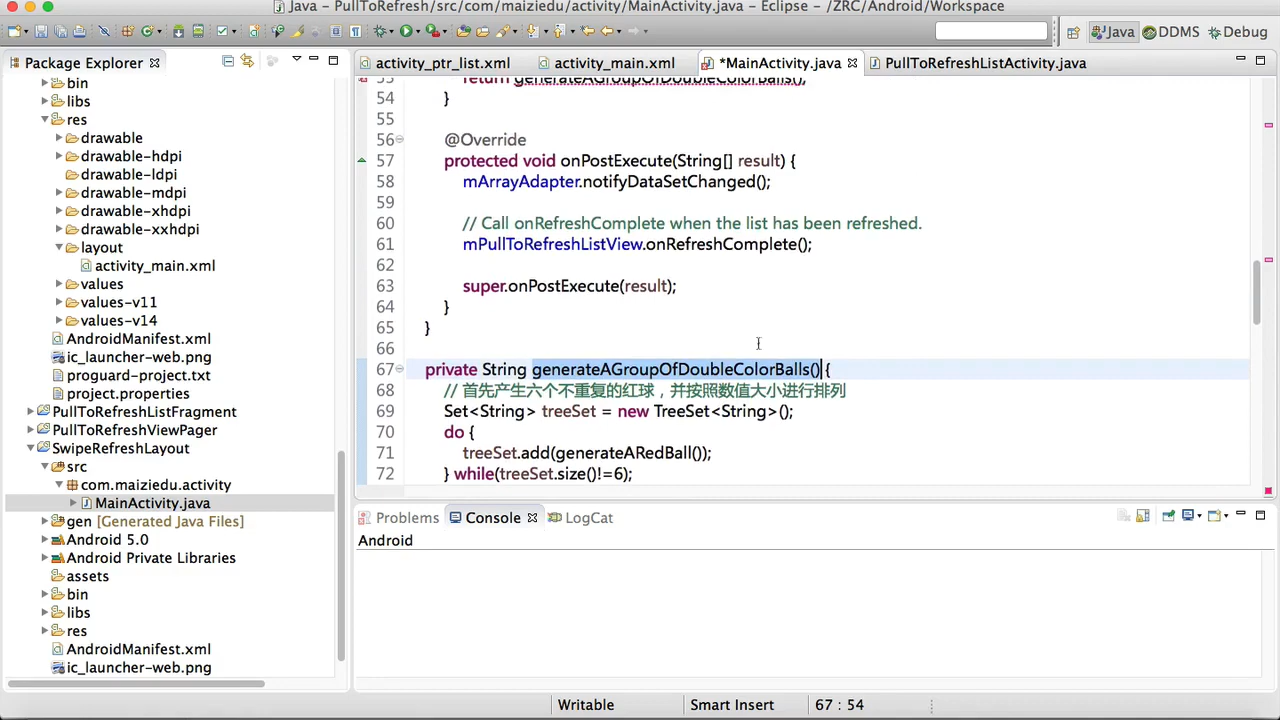 Java - PullToRefresh/src/com/maiziedu/activity/MainActivity.java - Eclipse - /ZRC/Android/Workspace
Java DDMS Debug
Package Explorer
bin
libs
res
drawable
drawable-hdpi
drawable-ldpi
drawable-mdpi
drawable-xhdpi
drawable-xxhdpi
layout
activity_main.xml
values
values-v11
values-v14
AndroidManifest.xml
ic_launcher-web.png
proguard-project.txt
project.properties
PullToRefreshListFragment
PullToRefreshViewPager
SwipeRefreshLayout
src
com.maiziedu.activity
MainActivity.java
gen [Generated Java Files]
Android 5.0
Android Private Libraries
assets
bin
libs
res
AndroidManifest.xml
ic_launcher-web.png
activity_ptr_list.xml activity_main.xml *MainActivity.java PullToRefreshListActivity.java
53 return generateAGroupOfDoubleColorBalls();
54 }
55
56 @Override
57 protected void onPostExecute(String[] result) {
58 mArrayAdapter.notifyDataSetChanged();
59
60 // Call onRefreshComplete when the list has been refreshed.
61 mPullToRefreshListView.onRefreshComplete();
62
63 super.onPostExecute(result);
64 }
65 }
66
67 private String generateAGroupOfDoubleColorBalls() {
68 // 首先产生六个不重复的红球，并按照数值大小进行排列
69 Set<String> treeSet = new TreeSet<String>();
70 do {
71 treeSet.add(generateARedBall());
72 } while(treeSet.size()!=6);
Problems Console LogCat
Android
Writable Smart Insert 67 : 54